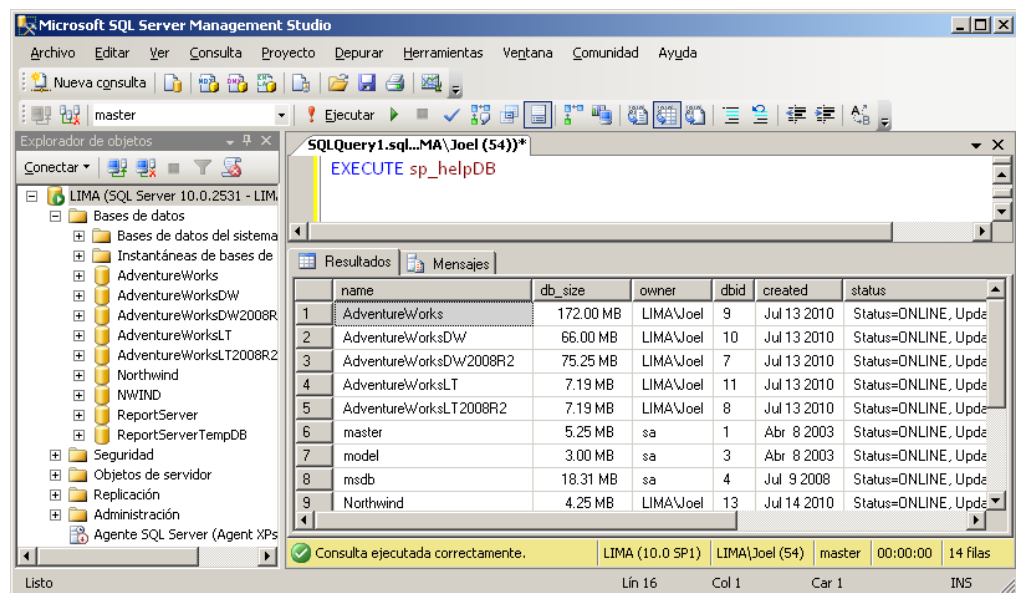 Microsoft SQL Server Management Studio
Archivo Editar Ver Consulta Proyecto Depurar Herramientas Ventana Comunidad Ayuda
Nueva consulta
master Ejecutar
Explorador de objetos
Conectar
LIMA (SQL Server 10.0.2531 - LIM
Bases de datos
Bases de datos del sistema
Instantáneas de bases de
AdventureWorks
AdventureWorksDW
AdventureWorksDW2008R
AdventureWorksLT
AdventureWorksLT2008R2
Northwind
NWIND
ReportServer
ReportServerTempDB
Seguridad
Objetos de servidor
Replicación
Administración
Agente SQL Server (Agent XPs
SQLQuery1.sql...MA\Joel (54))*
EXECUTE sp_helpDB
Resultados Mensajes
name db_size owner dbid created status
1 AdventureWorks 172.00 MB LIMA\Joel 9 Jul 13 2010 Status=ONLINE, Upda
2 AdventureWorksDW 66.00 MB LIMA\Joel 10 Jul 13 2010 Status=ONLINE, Upda
3 AdventureWorksDW2008R2 75.25 MB LIMA\Joel 7 Jul 13 2010 Status=ONLINE, Upda
4 AdventureWorksLT 7.19 MB LIMA\Joel 11 Jul 13 2010 Status=ONLINE, Upda
5 AdventureWorksLT2008R2 7.19 MB LIMA\Joel 8 Jul 13 2010 Status=ONLINE, Upda
6 master 5.25 MB sa 1 Abr 8 2003 Status=ONLINE, Upda
7 model 3.00 MB sa 3 Abr 8 2003 Status=ONLINE, Upda
8 msdb 18.31 MB sa 4 Jul 9 2008 Status=ONLINE, Upda
9 Northwind 4.25 MB LIMA\Joel 13 Jul 14 2010 Status=ONLINE, Upda
Consulta ejecutada correctamente. LIMA (10.0 SP1) LIMA\Joel (54) master 00:00:00 14 filas
Listo Lín 16 Col 1 Car 1 INS